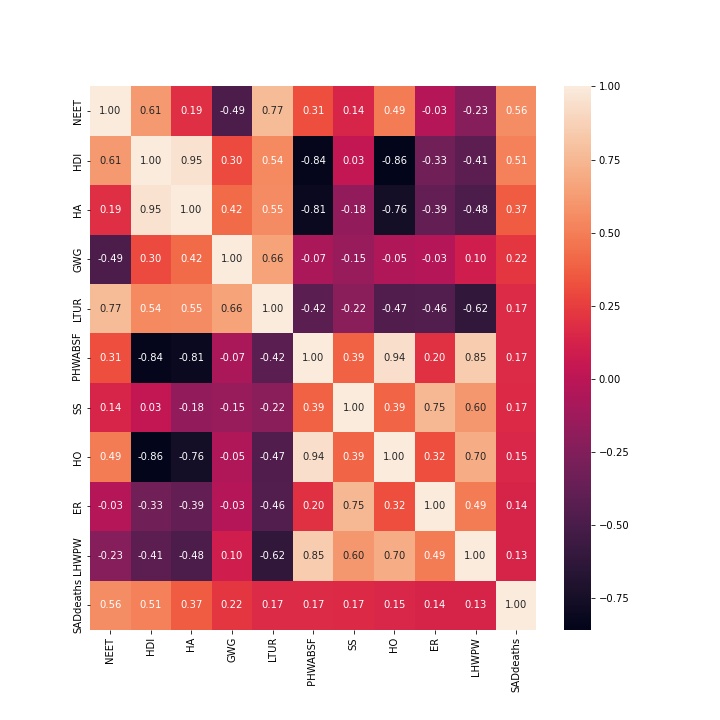 NEET 1.00 0.61 0.19 -0.49 0.77 0.31 0.14 0.49 -0.03 -0.23 0.56
HDI 0.61 1.00 0.95 0.30 0.54 -0.84 0.03 -0.86 -0.33 -0.41 0.51
HA 0.19 0.95 1.00 0.42 0.55 -0.81 -0.18 -0.76 -0.39 -0.48 0.37
GWG -0.49 0.30 0.42 1.00 0.66 -0.07 -0.15 -0.05 -0.03 0.10 0.22
LTUR 0.77 0.54 0.55 0.66 1.00 -0.42 -0.22 -0.47 -0.46 -0.62 0.17
PHWABSF 0.31 -0.84 -0.81 -0.07 -0.42 1.00 0.39 0.94 0.20 0.85 0.17
SS 0.14 0.03 -0.18 -0.15 -0.22 0.39 1.00 0.39 0.75 0.60 0.17
HO 0.49 -0.86 -0.76 -0.05 -0.47 0.94 0.39 1.00 0.32 0.70 0.15
ER -0.03 -0.33 -0.39 -0.03 -0.46 0.20 0.75 0.32 1.00 0.49 0.14
LHWPW -0.23 -0.41 -0.48 0.10 -0.62 0.85 0.60 0.70 0.49 1.00 0.13
SADdeaths 0.56 0.51 0.37 0.22 0.17 0.17 0.17 0.15 0.14 0.13 1.00
NEET HDI HA GWG LTUR PHWABSF SS HO ER LHWPW SADdeaths
1.00
0.75
0.50
0.25
0.00
−0.25
−0.50
−0.75